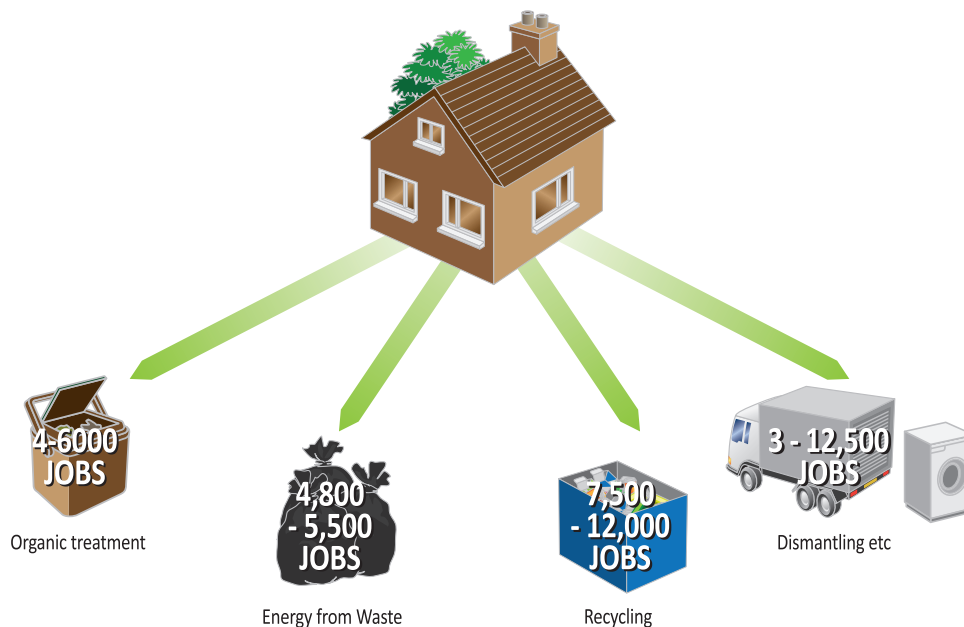 4-6000
JOBS
Organic treatment
4,800
- 5,500
JOBS
Energy from Waste
7,500
- 12,000
JOBS
Recycling
3 - 12,500
JOBS
Dismantling etc